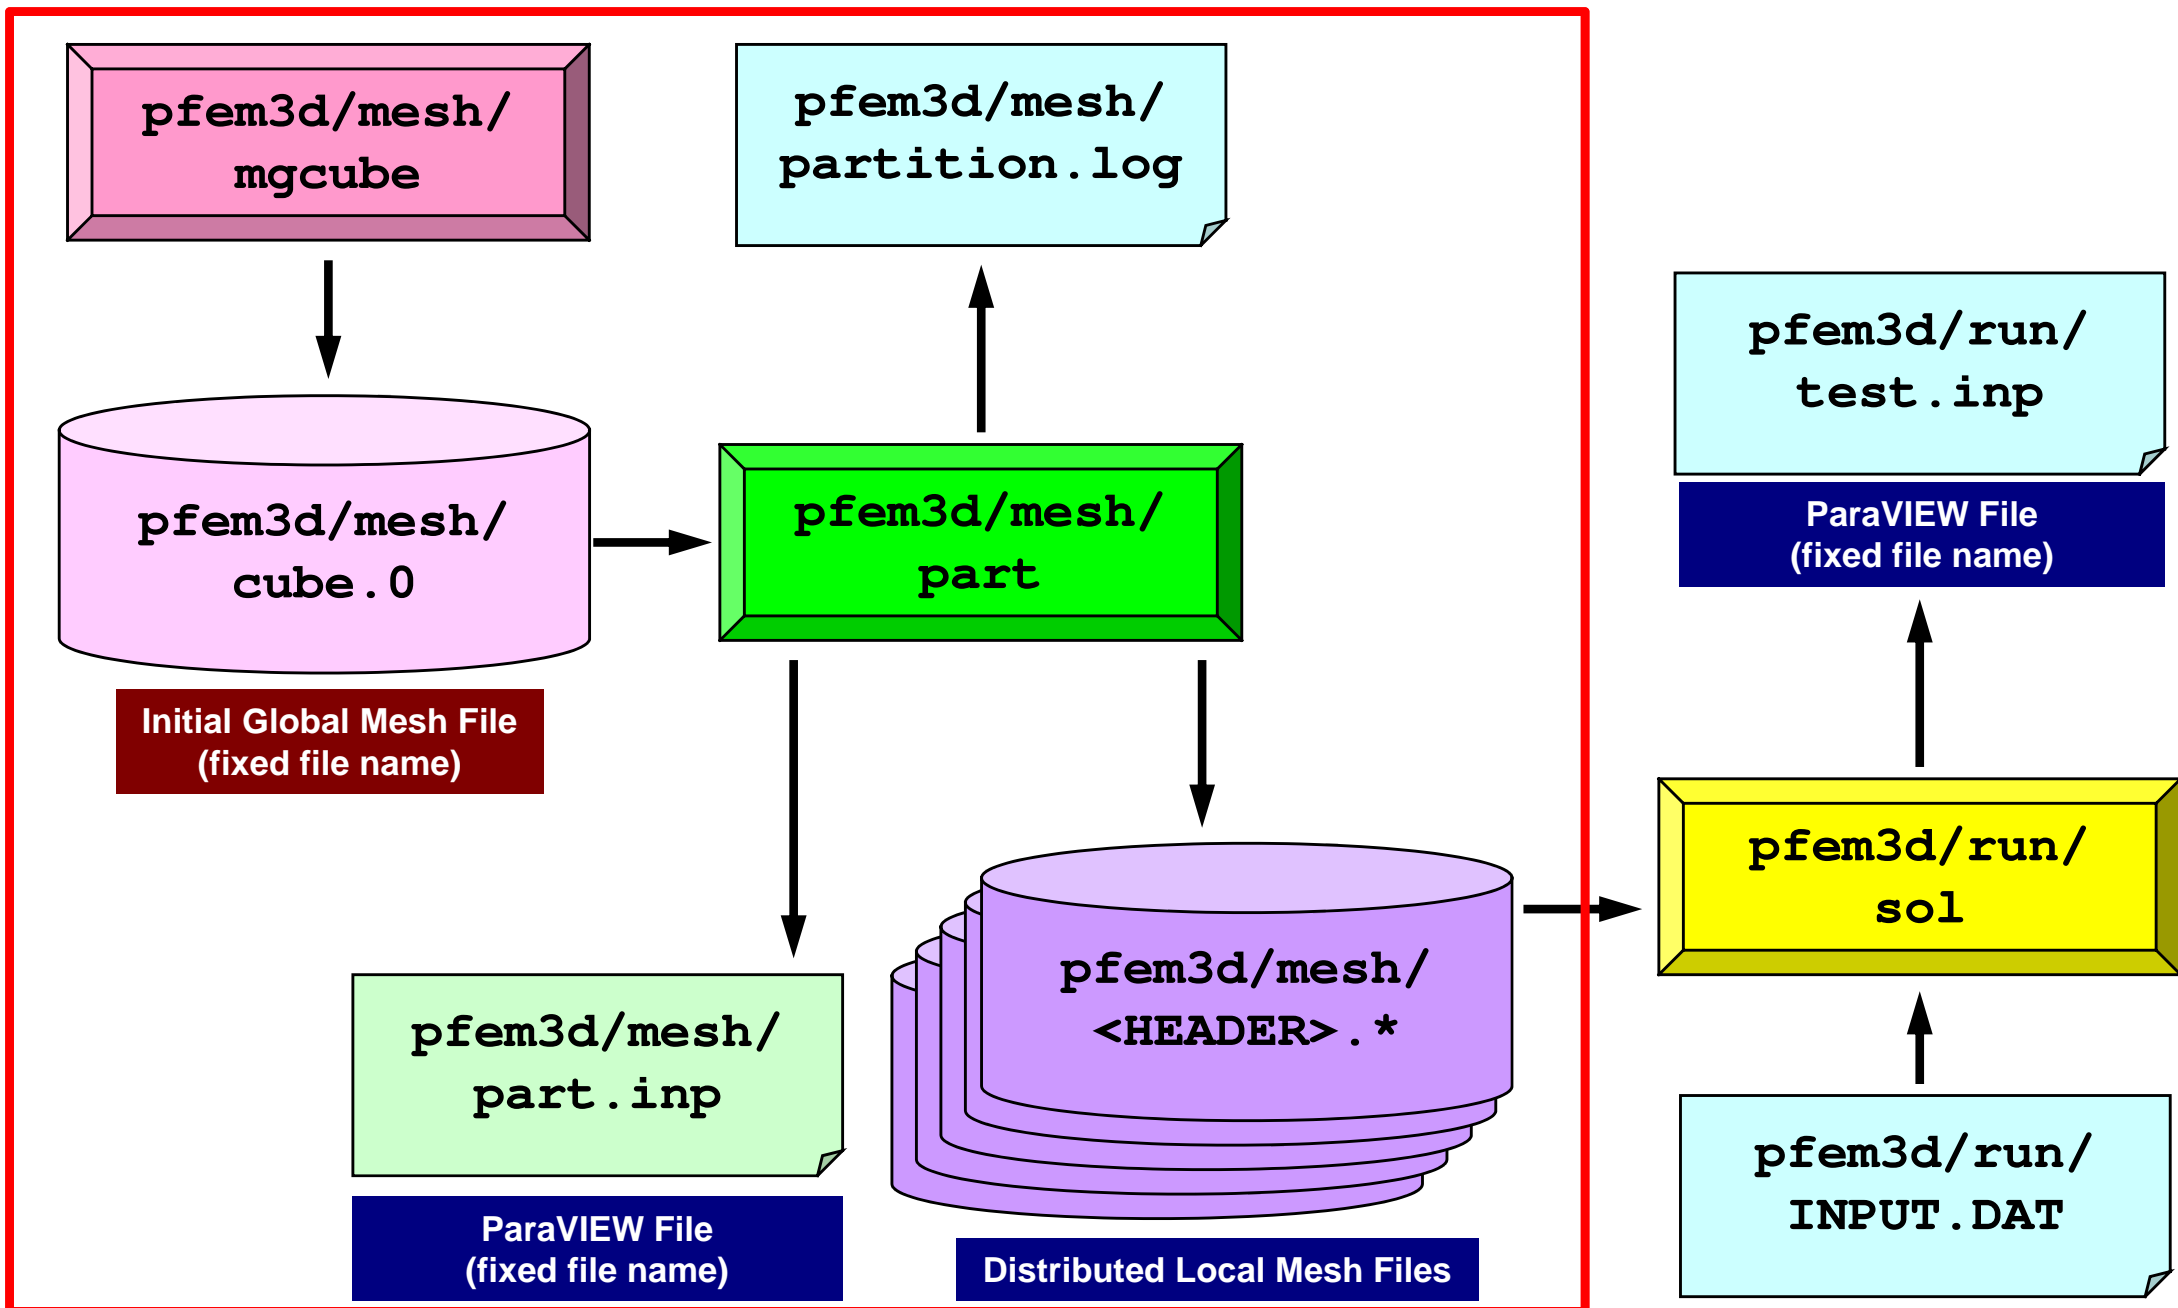 pfem3d/mesh/
mgcube
pfem3d/mesh/
partition.log
pfem3d/run/
test.inp
ParaVIEW File
(fixed file name)
pfem3d/mesh/
cube.0
Initial Global Mesh File
(fixed file name)
pfem3d/mesh/
part
pfem3d/run/
sol
pfem3d/mesh/
part.inp
ParaVIEW File
(fixed file name)
pfem3d/mesh/
<HEADER>.*
Distributed Local Mesh Files
pfem3d/run/
INPUT.DAT